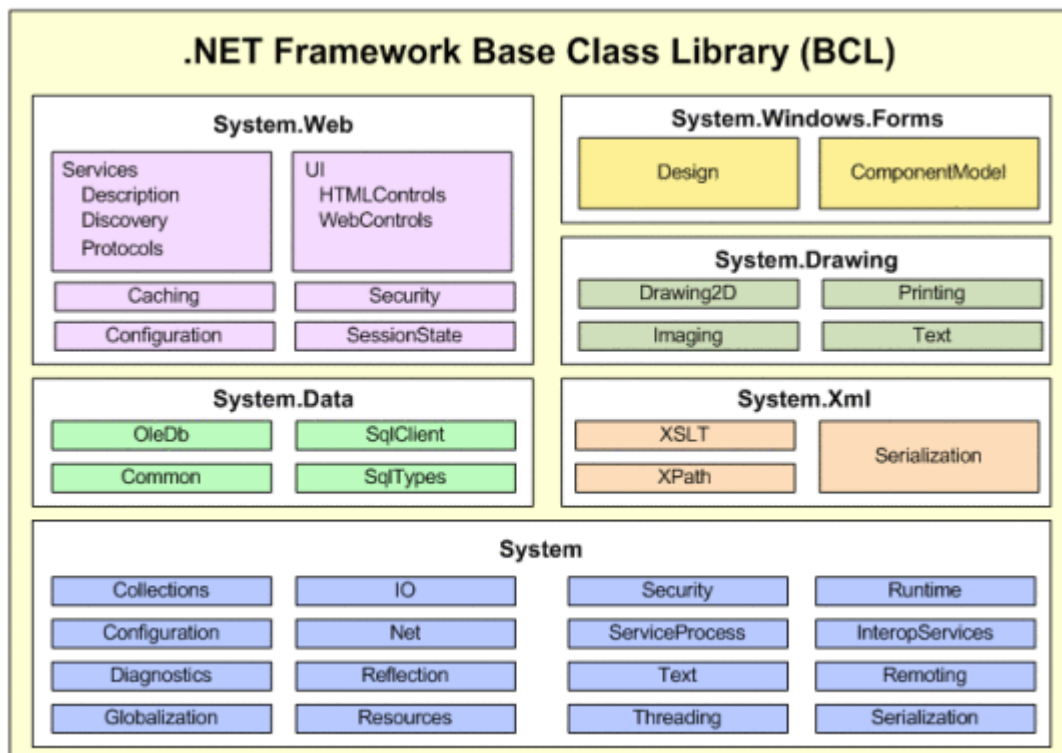 .NET Framework Base Class Library (BCL)
System.Web
Services
Description
Discovery
Protocols
UI
HTMLControls
WebControls
Caching
Security
Configuration
SessionState
System.Windows.Forms
Design
ComponentModel
System.Drawing
Drawing2D
Printing
Imaging
Text
System.Data
OleDb
SqlClient
Common
SqlTypes
System.Xml
XSLT
XPath
Serialization
System
Collections
IO
Security
Runtime
Configuration
Net
ServiceProcess
InteropServices
Diagnostics
Reflection
Text
Remoting
Globalization
Resources
Threading
Serialization